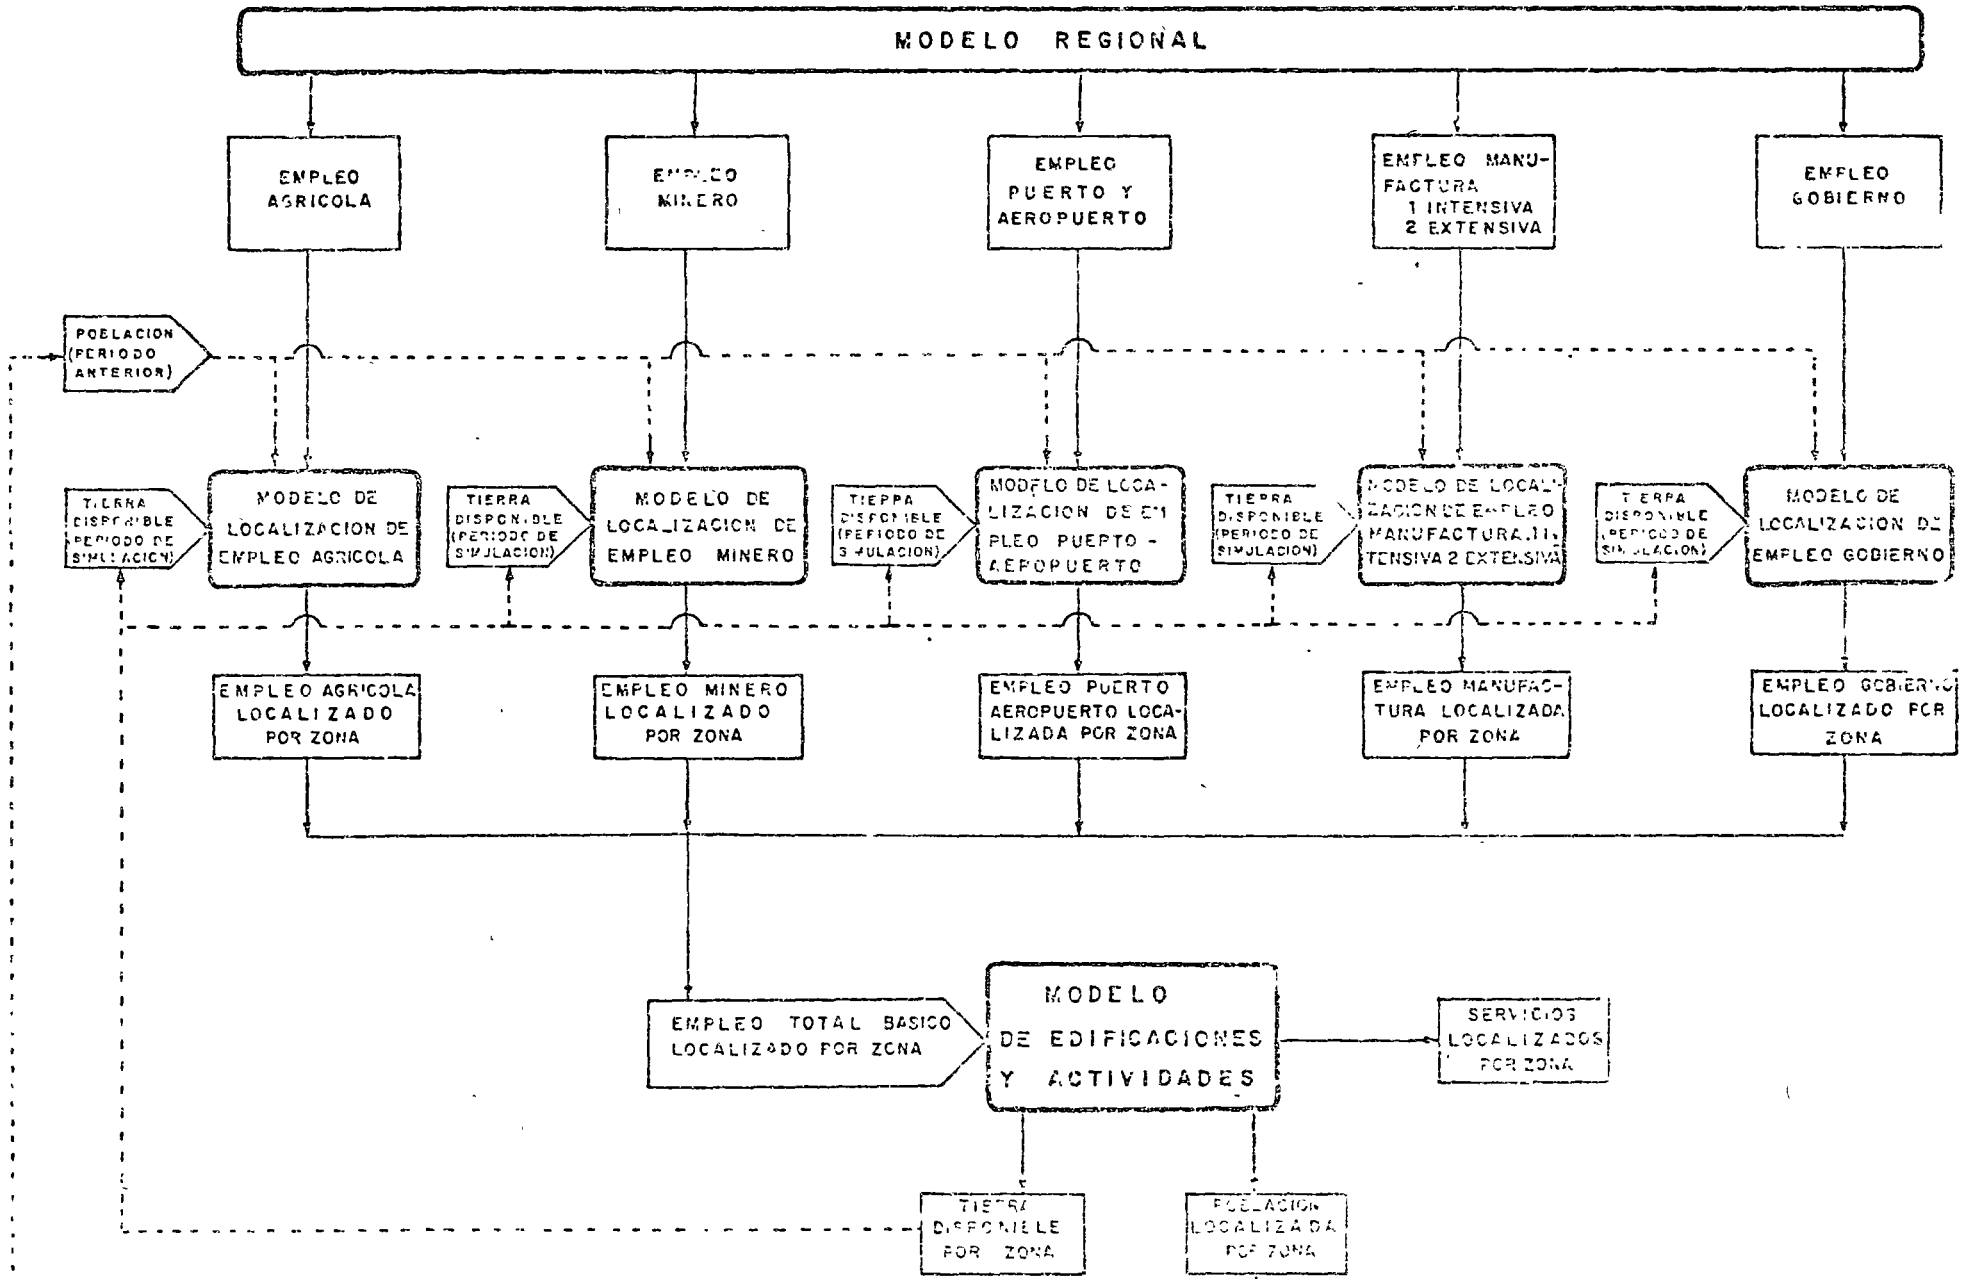 MODELO REGIONAL
EMPLEO
AGRICOLA
EMPLEO
MINERO
EMPLEO
PUERTO Y
AEROPUERTO
EMPLEO MANU-
FACTURA
1 INTENSIVA
2 EXTENSIVA
EMPLEO
GOBIERNO
POBLACION
(PERIODO
ANTERIOR)
TIERRA
DISPONIBLE
(PERIODO DE
SIMULACION)
MODELO DE
LOCALIZACION DE
EMPLEO AGRICOLA
TIERRA
DISPONIBLE
(PERIODO DE
SIMULACION)
MODELO DE
LOCALIZACION DE
EMPLEO MINERO
TIERRA
DISPONIBLE
(PERIODO DE
SIMULACION)
MODELO DE LOCA-
LIZACION DE EM
PLEO PUERTO -
AEROPUERTO
TIERRA
DISPONIBLE
(PERIODO DE
SIMULACION)
MODELO DE LOCALI-
ZACION DE EMPLEO
MANUFACTURA. 1 IN
TENSIVA 2 EXTENSIVA
TIERRA
DISPONIBLE
(PERIODO DE
SIMULACION)
MODELO DE
LOCALIZACION DE
EMPLEO GOBIERNO
EMPLEO AGRICOLA
LOCALIZADO
POR ZONA
EMPLEO MINERO
LOCALIZADO
POR ZONA
EMPLEO PUERTO
AEROPUERTO LOCA-
LIZADA POR ZONA
EMPLEO MANUFAC-
TURA LOCALIZADA
POR ZONA
EMPLEO GOBIERNO
LOCALIZADO POR
ZONA
EMPLEO TOTAL BASICO
LOCALIZADO POR ZONA
MODELO
DE EDIFICACIONES
Y ACTIVIDADES
SERVICIOS
LOCALIZADOS
POR ZONA
TIERRA
DISPONIBLE
POR ZONA
POBLACION
LOCALIZADA
POR ZONA